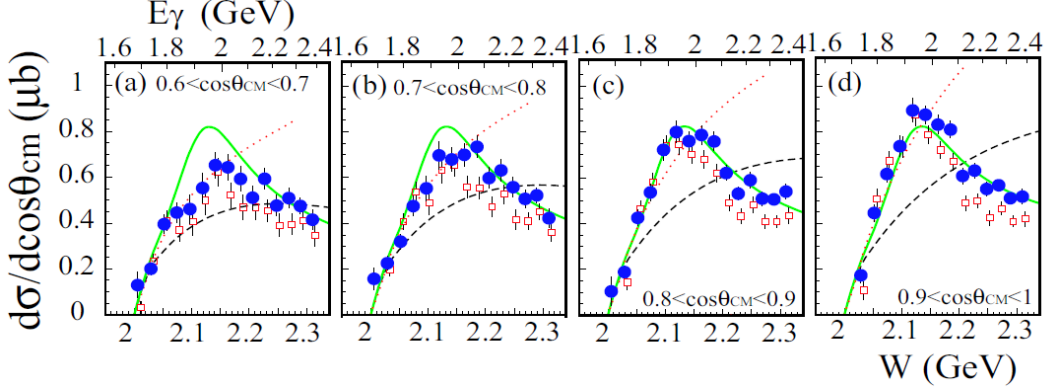 Eγ (GeV)
1.6 1.8 2 2.2 2.4
1.6 1.8 2 2.2 2.4
1.6 1.8 2 2.2 2.4
1.6 1.8 2 2.2 2.4
dσ/dcosθcm (μb)
1
0.8
0.6
0.4
0.2
0
(a) 0.6<cosθCM<0.7
(b) 0.7<cosθCM<0.8
(c)
0.8<cosθCM<0.9
(d)
0.9<cosθCM<1
2 2.1 2.2 2.3
2 2.1 2.2 2.3
2 2.1 2.2 2.3
2 2.1 2.2 2.3
W (GeV)